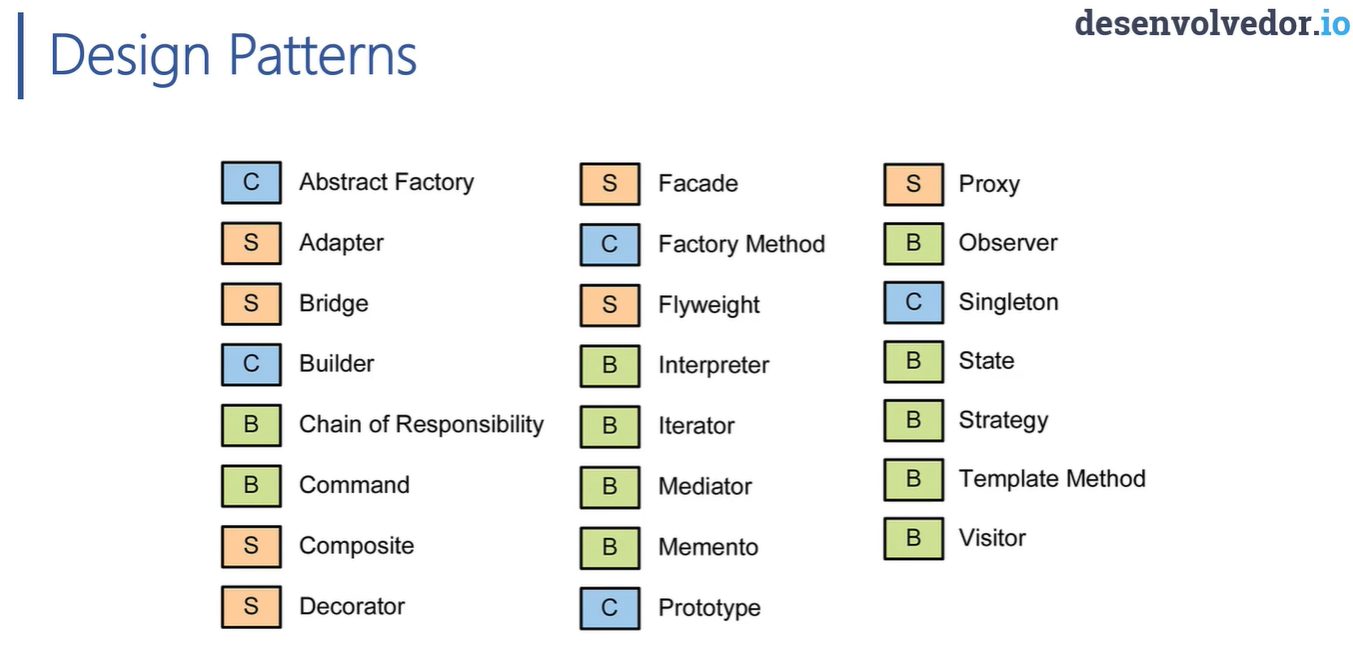 Design Patterns
desenvolvedor.io
C Abstract Factory
S Adapter
S Bridge
C Builder
B Chain of Responsibility
B Command
S Composite
S Decorator
S Facade
C Factory Method
S Flyweight
B Interpreter
B Iterator
B Mediator
B Memento
C Prototype
S Proxy
B Observer
C Singleton
B State
B Strategy
B Template Method
B Visitor